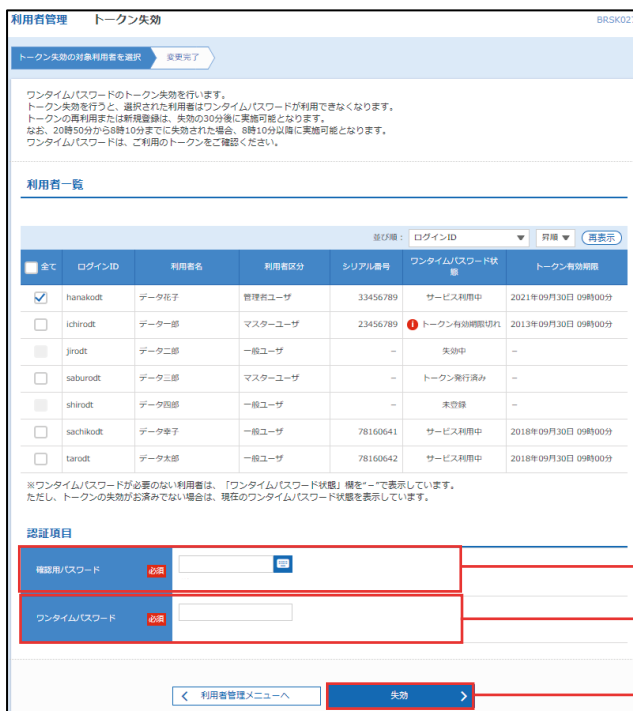 利用者管理 トークン失効 BRSK027
トークン失効の対象利用者を選択 変更完了
ワンタイムパスワードのトークン失効を行います。
トークン失効を行うと、選択された利用者はワンタイムパスワードが利用できなくなります。
トークンの再利用または新規登録は、失効の30分後に実施可能となります。
なお、20時50分から8時10分までに失効された場合、8時10分以降に実施可能となります。
ワンタイムパスワードは、ご利用のトークンをご確認ください。
利用者一覧
並び順： ログインID 昇順 再表示
全て ログインID 利用者名 利用者区分 シリアル番号 ワンタイムパスワード状態 トークン有効期限
hanakodt データ花子 管理者ユーザ 33456789 サービス利用中 2021年09月30日 09時00分
ichirodt データ一郎 マスターユーザ 23456789 トークン有効期限切れ 2013年09月30日 09時00分
jirodt データ二郎 一般ユーザ － 失効中 －
saburodt データ三郎 マスターユーザ － トークン発行済み －
shirodt データ四郎 一般ユーザ － 未登録 －
sachikodt データ幸子 一般ユーザ 78160641 サービス利用中 2018年09月30日 09時00分
tarodt データ太郎 一般ユーザ 78160642 サービス利用中 2018年09月30日 09時00分
※ワンタイムパスワードが必要のない利用者は、「ワンタイムパスワード状態」欄を"－"で表示しています。
ただし、トークンの失効がお済みでない場合は、現在のワンタイムパスワード状態を表示しています。
認証項目
確認用パスワード 必須
ワンタイムパスワード 必須
利用者管理メニューへ 失効